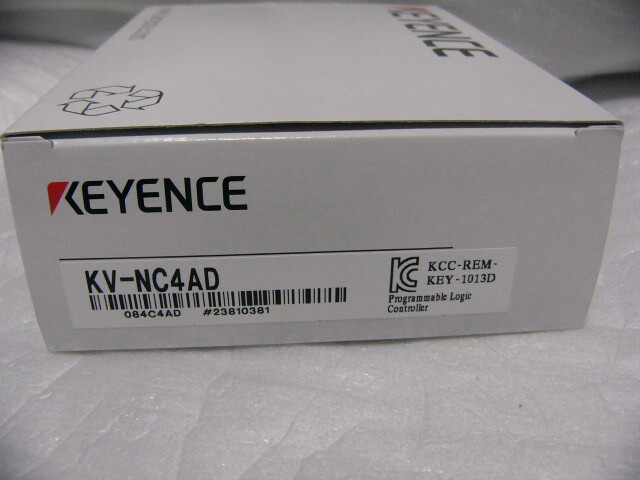 KEYENCE
KEYENCE
KV-NC4AD
084C4AD #23810381
KCC-REM-
KEY-1013D
Programmable Logic
Controller